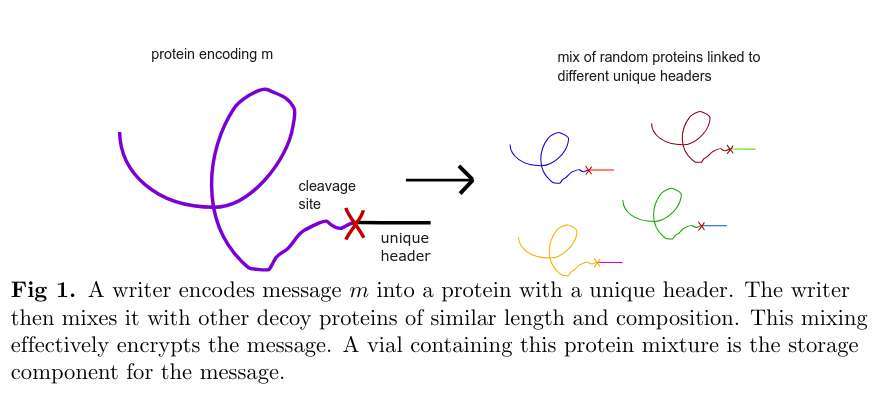 protein encoding m
mix of random proteins linked to
different unique headers
cleavage
site
unique
header
Fig 1. A writer encodes message m into a protein with a unique header. The writer
then mixes it with other decoy proteins of similar length and composition. This mixing
effectively encrypts the message. A vial containing this protein mixture is the storage
component for the message.